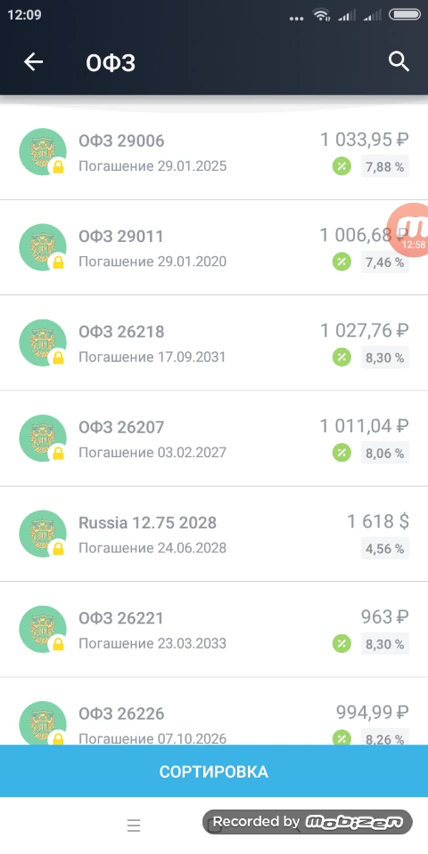 12:09
ОФЗ
ОФЗ 29006
1 033,95 ₽
Погашение 29.01.2025
7,88 %
ОФЗ 29011
1 006,68 ₽
Погашение 29.01.2020
7,46 %
12:58
ОФЗ 26218
1 027,76 ₽
Погашение 17.09.2031
8,30 %
ОФЗ 26207
1 011,04 ₽
Погашение 03.02.2027
8,06 %
Russia 12.75 2028
1 618 $
Погашение 24.06.2028
4,56 %
ОФЗ 26221
963 ₽
Погашение 23.03.2033
8,30 %
ОФЗ 26226
994,99 ₽
Погашение 07.10.2026
8,26 %
СОРТИРОВКА
Recorded by mobizen